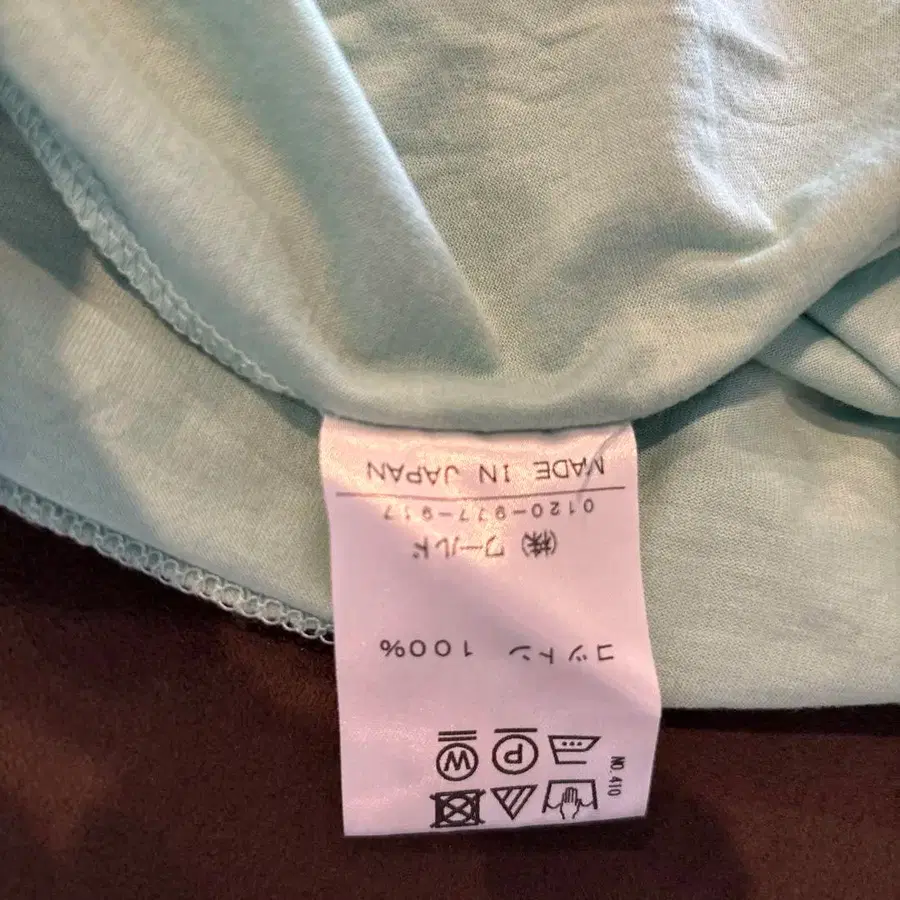 NO. 410
P W
コットン 100%
(株) ワールド
0120-977-917
MADE IN JAPAN